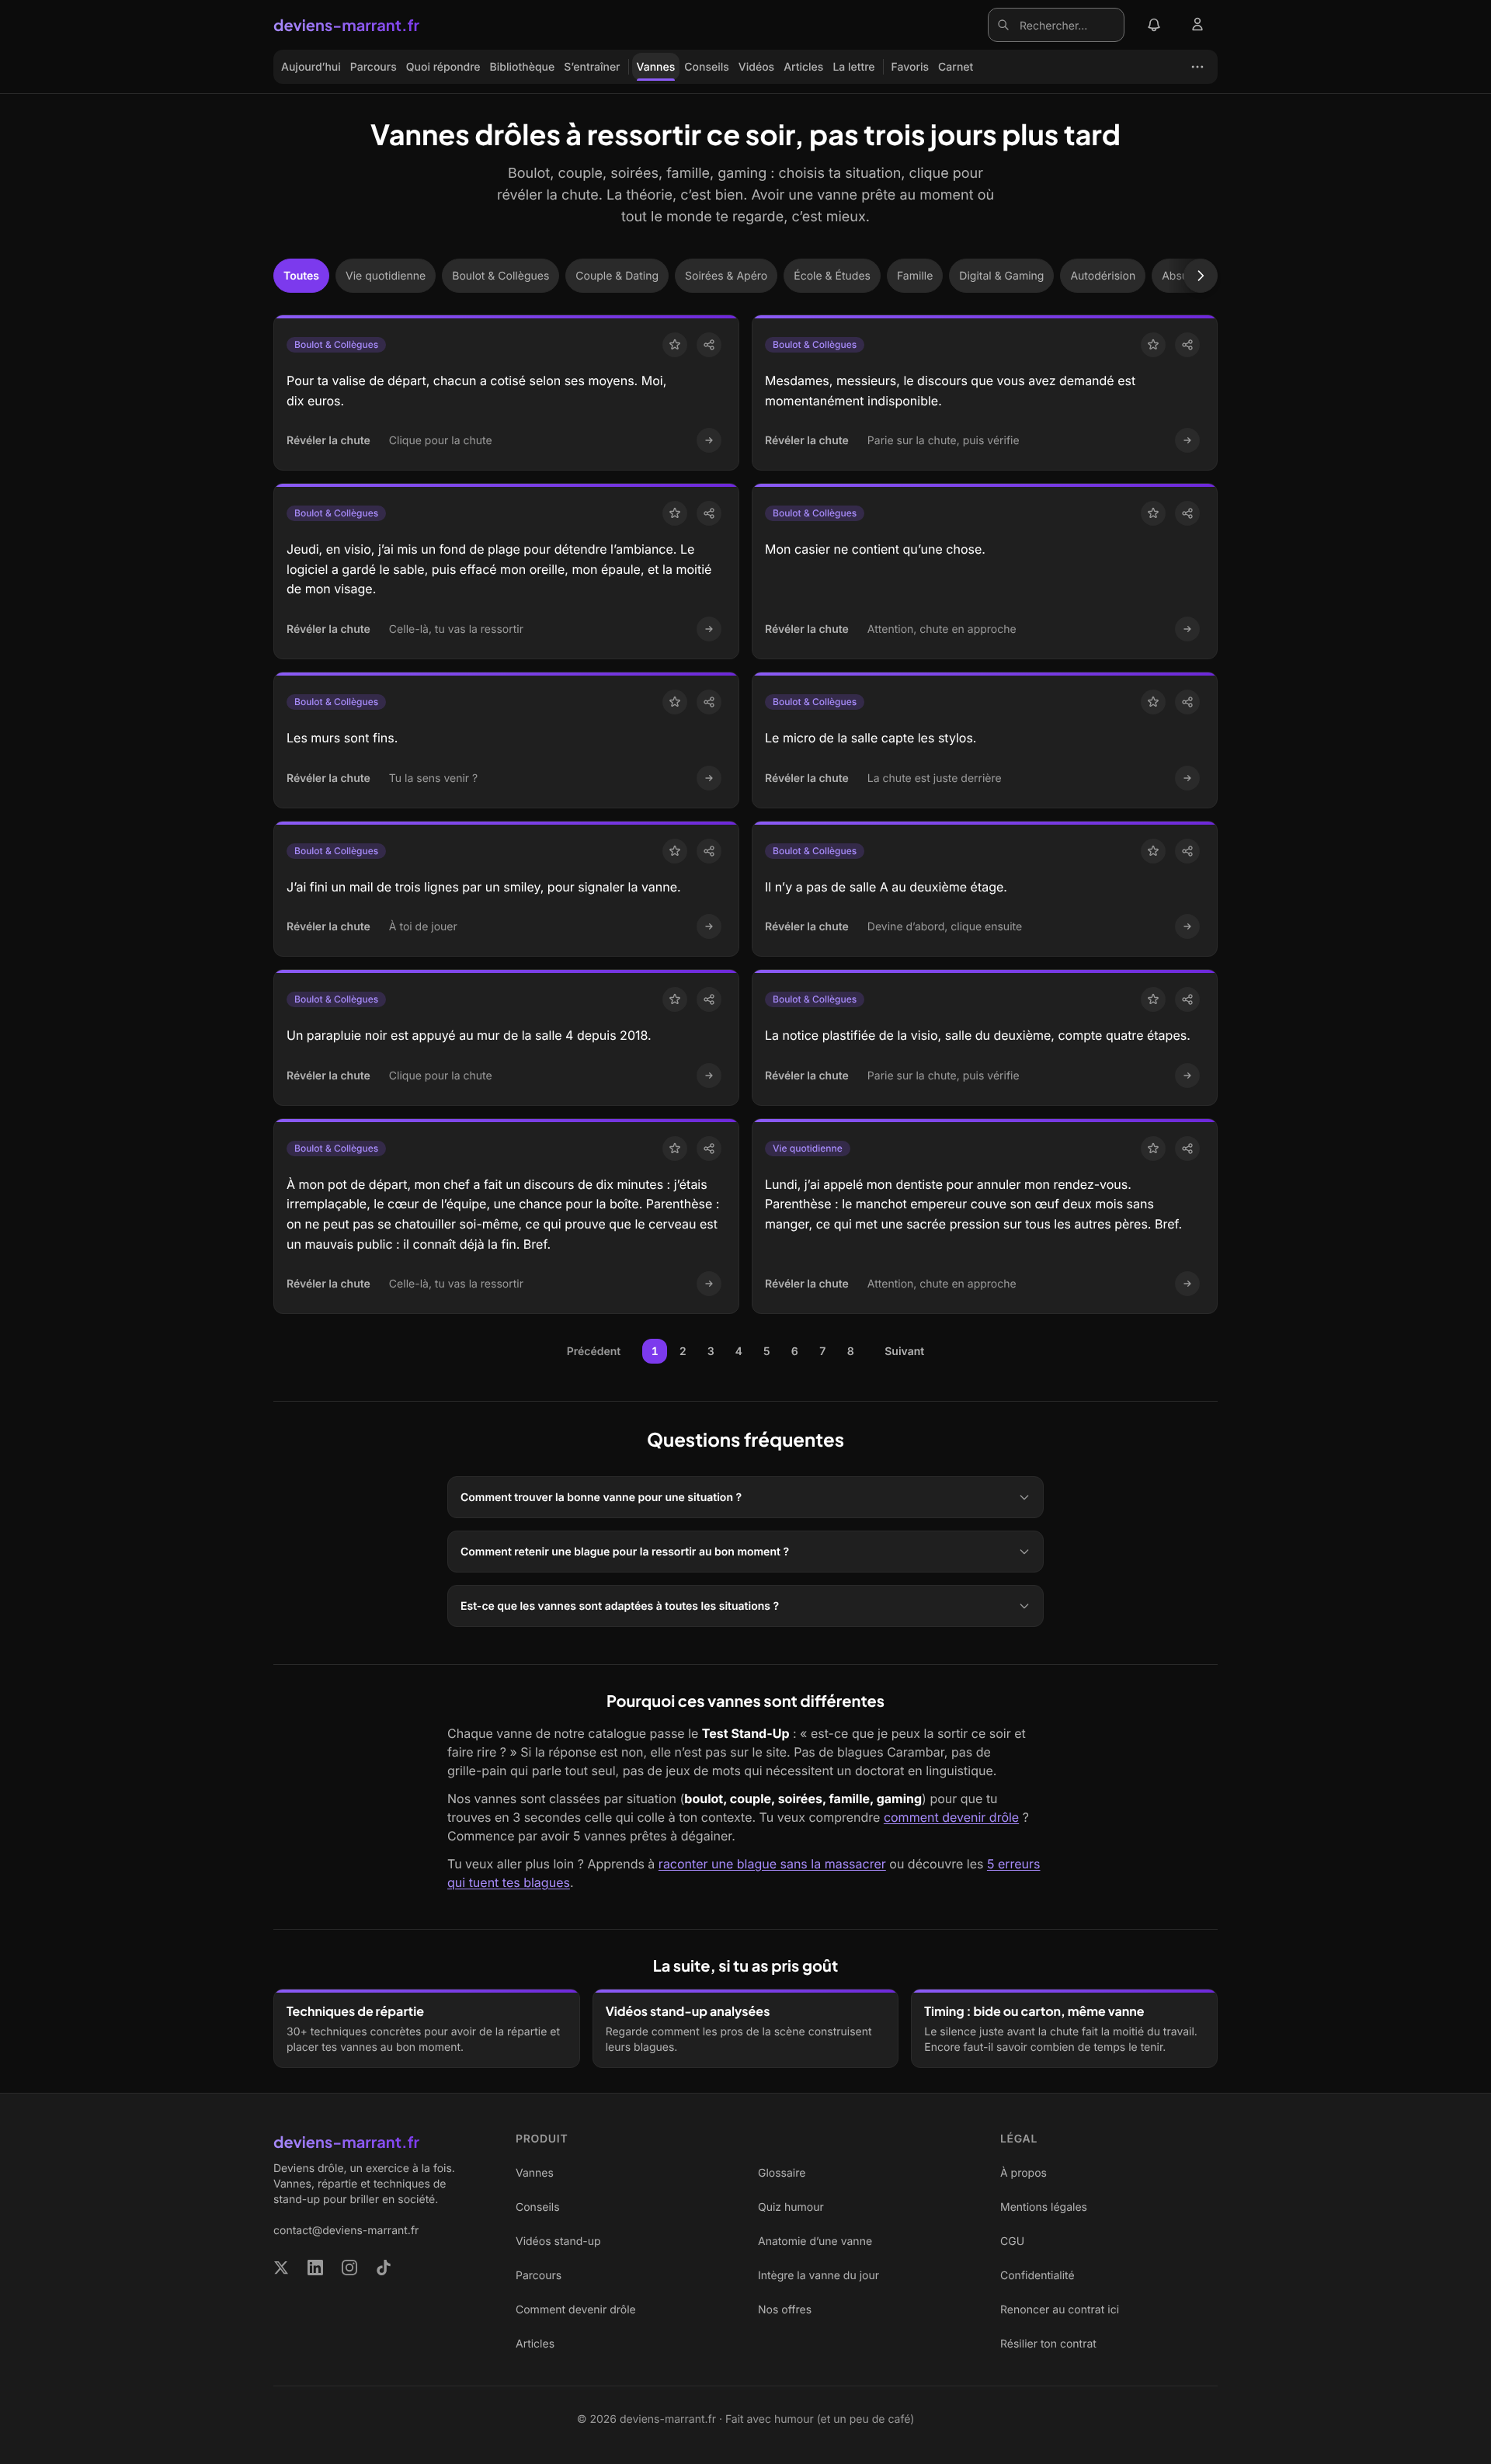 deviens-marrant.fr
Rechercher...
Aujourd’hui Parcours Quoi répondre Bibliothèque S’entraîner Vannes Conseils Vidéos Articles La lettre Favoris Carnet
Vannes drôles à ressortir ce soir, pas trois jours plus tard
Boulot, couple, soirées, famille, gaming : choisis ta situation, clique pour
révéler la chute. La théorie, c’est bien. Avoir une vanne prête au moment où
tout le monde te regarde, c’est mieux.
Toutes Vie quotidienne Boulot & Collègues Couple & Dating Soirées & Apéro École & Études Famille Digital & Gaming Autodérision Absu
Boulot & Collègues
Pour ta valise de départ, chacun a cotisé selon ses moyens. Moi,
dix euros.
Révéler la chute Clique pour la chute
Boulot & Collègues
Mesdames, messieurs, le discours que vous avez demandé est
momentanément indisponible.
Révéler la chute Parie sur la chute, puis vérifie
Boulot & Collègues
Jeudi, en visio, j’ai mis un fond de plage pour détendre l’ambiance. Le
logiciel a gardé le sable, puis effacé mon oreille, mon épaule, et la moitié
de mon visage.
Révéler la chute Celle-là, tu vas la ressortir
Boulot & Collègues
Mon casier ne contient qu’une chose.
Révéler la chute Attention, chute en approche
Boulot & Collègues
Les murs sont fins.
Révéler la chute Tu la sens venir ?
Boulot & Collègues
Le micro de la salle capte les stylos.
Révéler la chute La chute est juste derrière
Boulot & Collègues
J’ai fini un mail de trois lignes par un smiley, pour signaler la vanne.
Révéler la chute À toi de jouer
Boulot & Collègues
Il n’y a pas de salle A au deuxième étage.
Révéler la chute Devine d’abord, clique ensuite
Boulot & Collègues
Un parapluie noir est appuyé au mur de la salle 4 depuis 2018.
Révéler la chute Clique pour la chute
Boulot & Collègues
La notice plastifiée de la visio, salle du deuxième, compte quatre étapes.
Révéler la chute Parie sur la chute, puis vérifie
Boulot & Collègues
À mon pot de départ, mon chef a fait un discours de dix minutes : j’étais
irremplaçable, le cœur de l’équipe, une chance pour la boîte. Parenthèse :
on ne peut pas se chatouiller soi-même, ce qui prouve que le cerveau est
un mauvais public : il connaît déjà la fin. Bref.
Révéler la chute Celle-là, tu vas la ressortir
Vie quotidienne
Lundi, j’ai appelé mon dentiste pour annuler mon rendez-vous.
Parenthèse : le manchot empereur couve son œuf deux mois sans
manger, ce qui met une sacrée pression sur tous les autres pères. Bref.
Révéler la chute Attention, chute en approche
Précédent 1 2 3 4 5 6 7 8 Suivant
Questions fréquentes
Comment trouver la bonne vanne pour une situation ?
Comment retenir une blague pour la ressortir au bon moment ?
Est-ce que les vannes sont adaptées à toutes les situations ?
Pourquoi ces vannes sont différentes
Chaque vanne de notre catalogue passe le Test Stand-Up : « est-ce que je peux la sortir ce soir et
faire rire ? » Si la réponse est non, elle n’est pas sur le site. Pas de blagues Carambar, pas de
grille-pain qui parle tout seul, pas de jeux de mots qui nécessitent un doctorat en linguistique.
Nos vannes sont classées par situation (boulot, couple, soirées, famille, gaming) pour que tu
trouves en 3 secondes celle qui colle à ton contexte. Tu veux comprendre comment devenir drôle ?
Commence par avoir 5 vannes prêtes à dégainer.
Tu veux aller plus loin ? Apprends à raconter une blague sans la massacrer ou découvre les 5 erreurs
qui tuent tes blagues.
La suite, si tu as pris goût
Techniques de répartie
30+ techniques concrètes pour avoir de la répartie et
placer tes vannes au bon moment.
Vidéos stand-up analysées
Regarde comment les pros de la scène construisent
leurs blagues.
Timing : bide ou carton, même vanne
Le silence juste avant la chute fait la moitié du travail.
Encore faut-il savoir combien de temps le tenir.
deviens-marrant.fr
Deviens drôle, un exercice à la fois.
Vannes, répartie et techniques de
stand-up pour briller en société.
contact@deviens-marrant.fr
PRODUIT
Vannes
Conseils
Vidéos stand-up
Parcours
Comment devenir drôle
Articles
Glossaire
Quiz humour
Anatomie d’une vanne
Intègre la vanne du jour
Nos offres
LÉGAL
À propos
Mentions légales
CGU
Confidentialité
Renoncer au contrat ici
Résilier ton contrat
© 2026 deviens-marrant.fr · Fait avec humour (et un peu de café)